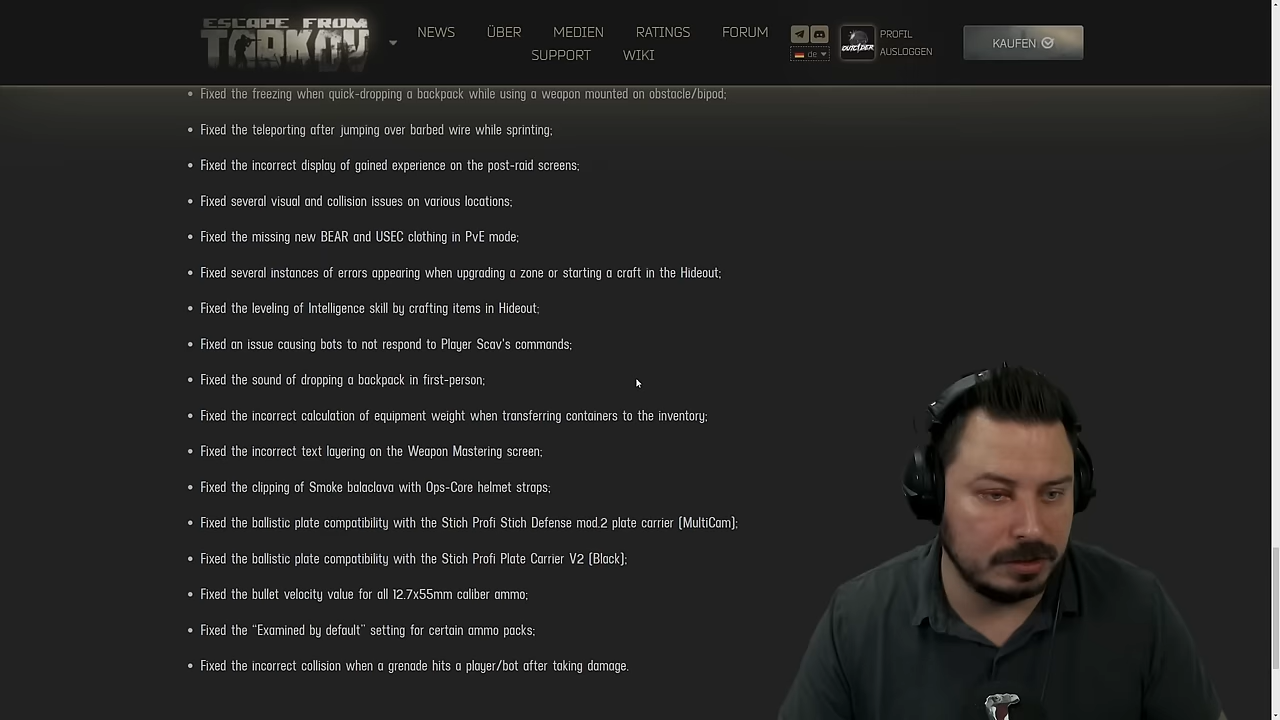 ESCAPE FROM TARKOV
NEWS ÜBER MEDIEN RATINGS FORUM
SUPPORT WIKI
de
OUTCIDER
PROFIL
AUSLOGGEN
KAUFEN
• Fixed the freezing when quick-dropping a backpack while using a weapon mounted on obstacle/bipod;
• Fixed the teleporting after jumping over barbed wire while sprinting;
• Fixed the incorrect display of gained experience on the post-raid screens;
• Fixed several visual and collision issues on various locations;
• Fixed the missing new BEAR and USEC clothing in PvE mode;
• Fixed several instances of errors appearing when upgrading a zone or starting a craft in the Hideout;
• Fixed the leveling of Intelligence skill by crafting items in Hideout;
• Fixed an issue causing bots to not respond to Player Scav's commands;
• Fixed the sound of dropping a backpack in first-person;
• Fixed the incorrect calculation of equipment weight when transferring containers to the inventory;
• Fixed the incorrect text layering on the Weapon Mastering screen;
• Fixed the clipping of Smoke balaclava with Ops-Core helmet straps;
• Fixed the ballistic plate compatibility with the Stich Profi Stich Defense mod.2 plate carrier (MultiCam);
• Fixed the ballistic plate compatibility with the Stich Profi Plate Carrier V2 (Black);
• Fixed the bullet velocity value for all 12.7x55mm caliber ammo;
• Fixed the “Examined by default” setting for certain ammo packs;
• Fixed the incorrect collision when a grenade hits a player/bot after taking damage.